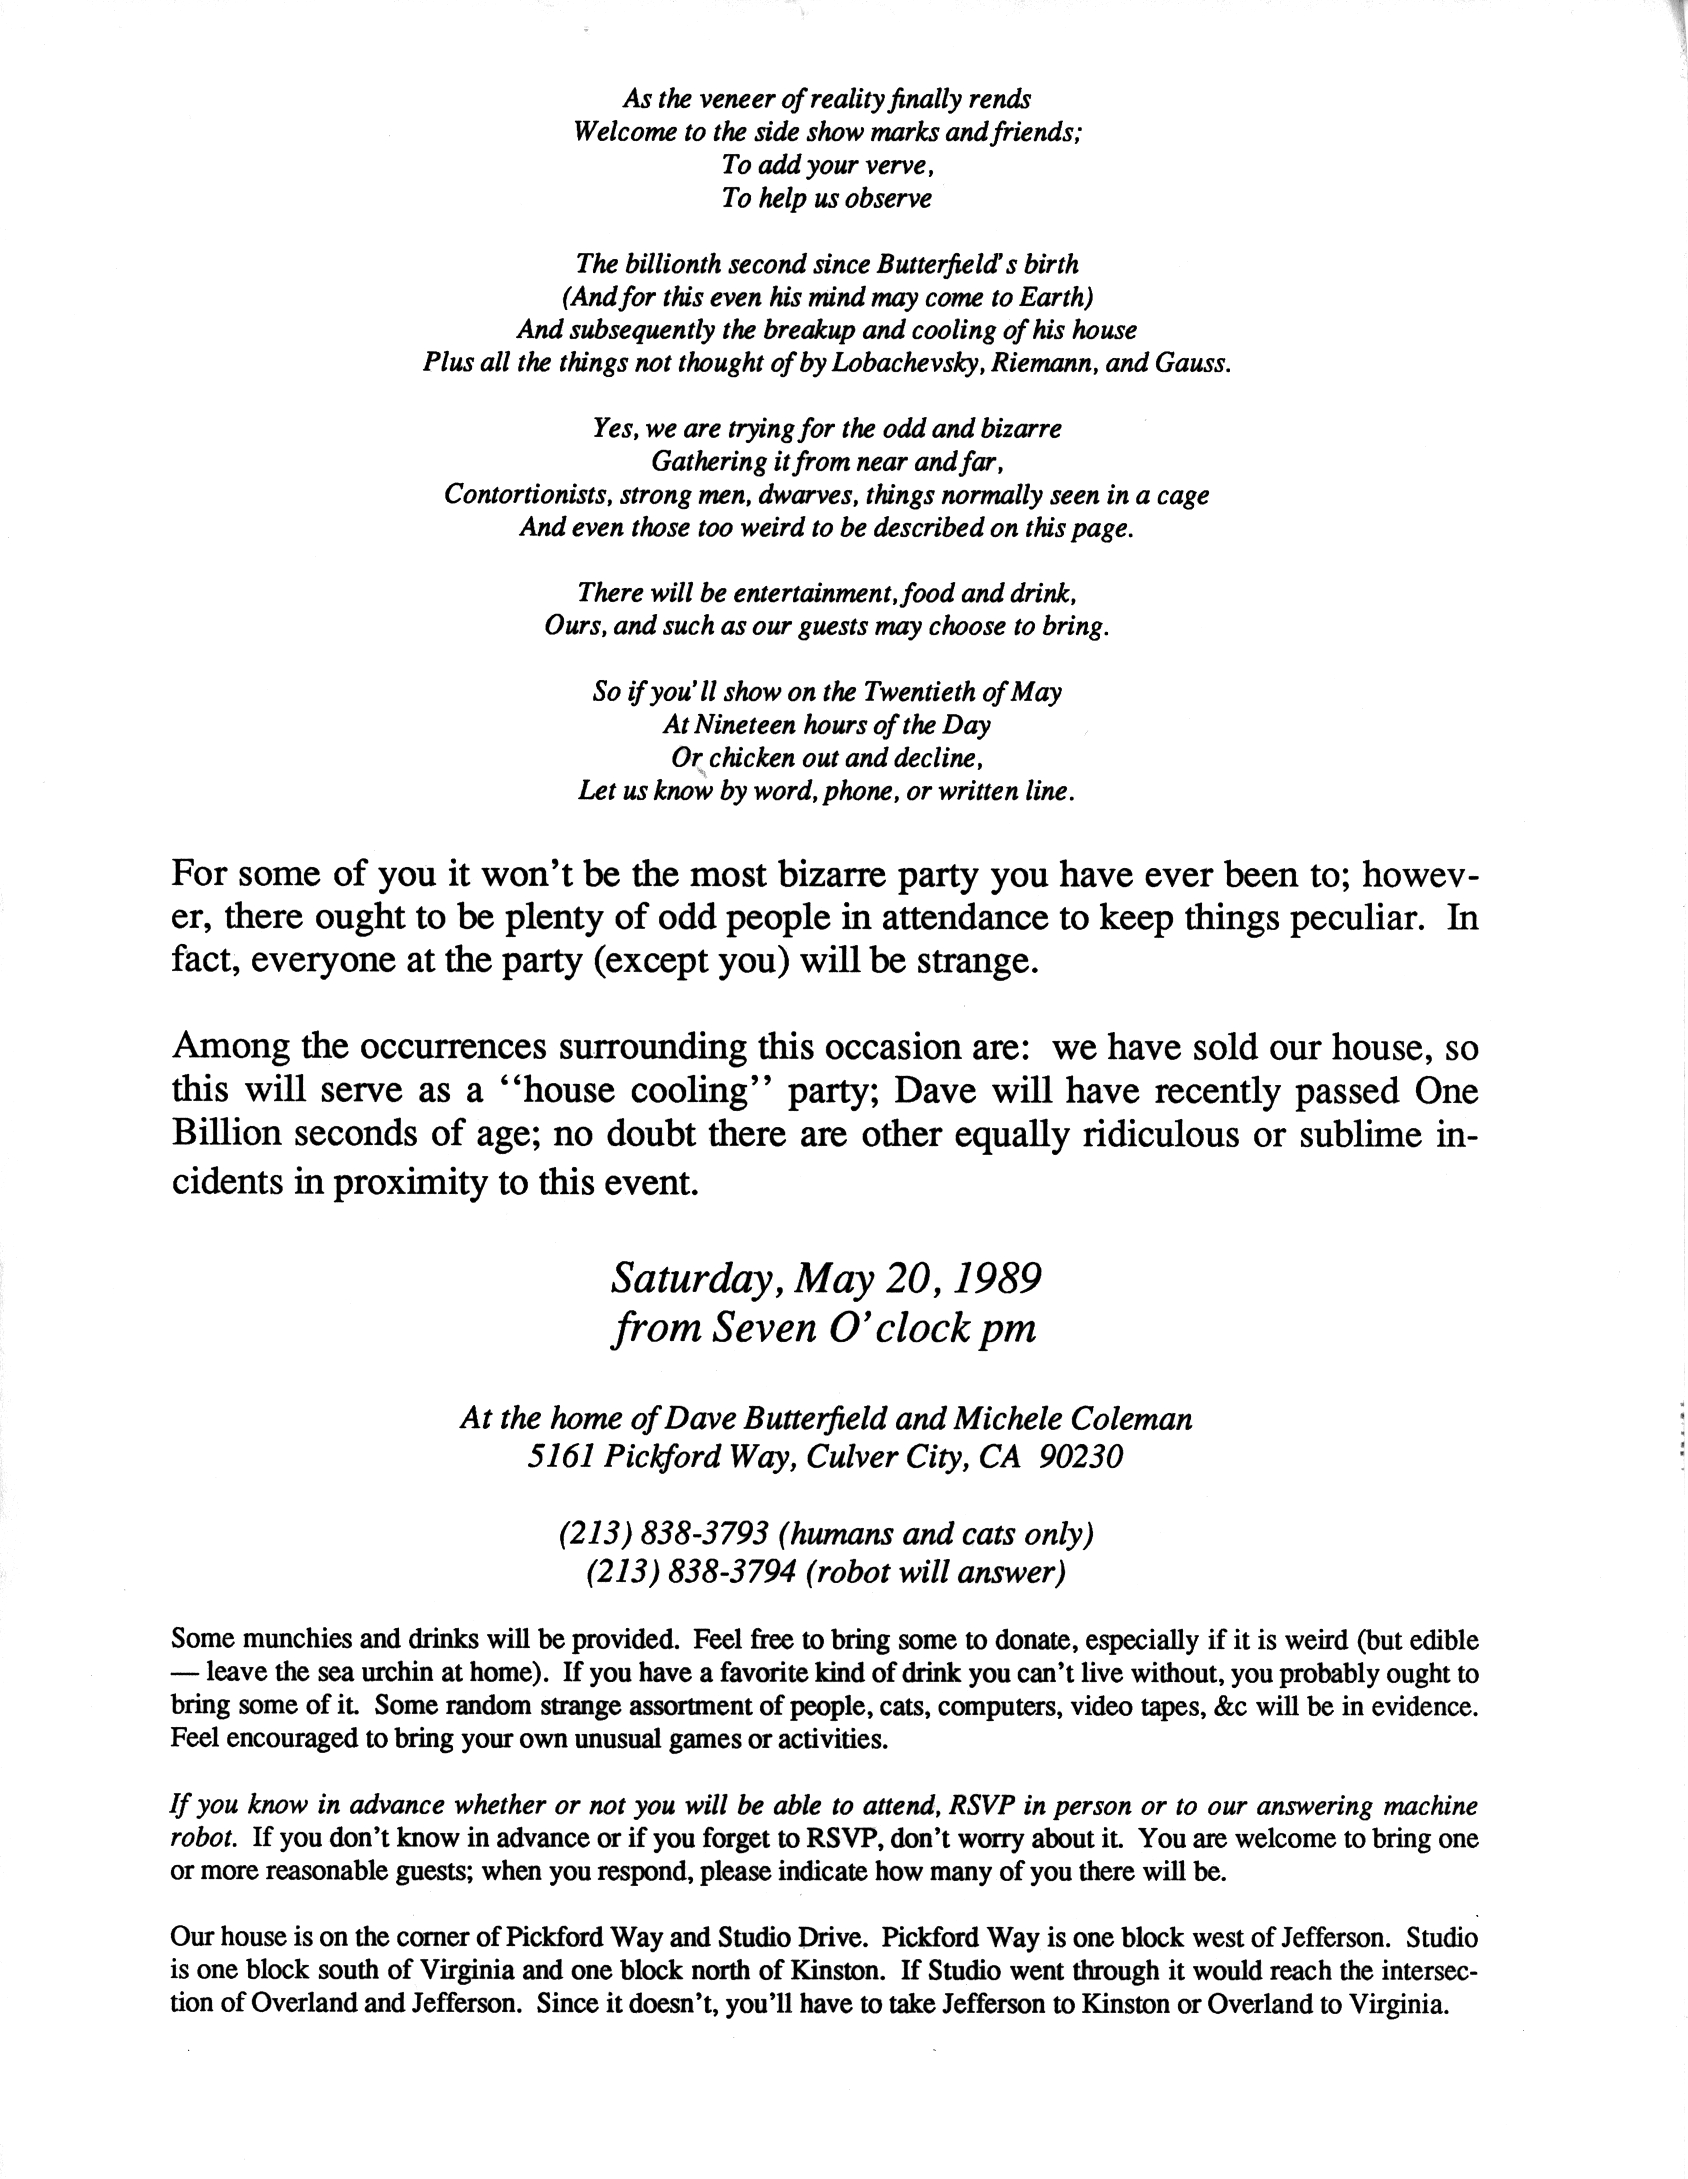 As the veneer of reality finally rends
Welcome to the side show marks and friends;
To add your verve,
To help us observe
The billionth second since Butterfield's birth
(And for this even his mind may come to Earth)
And subsequently the breakup and cooling of his house
Plus all the things not thought of by Lobachevsky, Riemann, and Gauss.
Yes, we are trying for the odd and bizarre
Gathering it from near and far,
Contortionists, strong men, dwarves, things normally seen in a cage
And even those too weird to be described on this page.
There will be entertainment, food and drink,
Ours, and such as our guests may choose to bring.
So if you'll show on the Twentieth of May
At Nineteen hours of the Day
Or chicken out and decline,
Let us know by word, phone, or written line.
For some of you it won't be the most bizarre party you have ever been to; howev-
er, there ought to be plenty of odd people in attendance to keep things peculiar. In
fact, everyone at the party (except you) will be strange.
Among the occurrences surrounding this occasion are: we have sold our house, so
this will serve as a ‘‘house cooling’’ party; Dave will have recently passed One
Billion seconds of age; no doubt there are other equally ridiculous or sublime in-
cidents in proximity to this event.
Saturday, May 20, 1989
from Seven O'clock pm
At the home of Dave Butterfield and Michele Coleman
5161 Pickford Way, Culver City, CA 90230
(213) 838-3793 (humans and cats only)
(213) 838-3794 (robot will answer)
Some munchies and drinks will be provided. Feel free to bring some to donate, especially if it is weird (but edible
— leave the sea urchin at home). If you have a favorite kind of drink you can't live without, you probably ought to
bring some of it. Some random strange assortment of people, cats, computers, video tapes, &c will be in evidence.
Feel encouraged to bring your own unusual games or activities.
If you know in advance whether or not you will be able to attend, RSVP in person or to our answering machine
robot. If you don't know in advance or if you forget to RSVP, don't worry about it. You are welcome to bring one
or more reasonable guests; when you respond, please indicate how many of you there will be.
Our house is on the corner of Pickford Way and Studio Drive. Pickford Way is one block west of Jefferson. Studio
is one block south of Virginia and one block north of Kinston. If Studio went through it would reach the intersec-
tion of Overland and Jefferson. Since it doesn't, you'll have to take Jefferson to Kinston or Overland to Virginia.